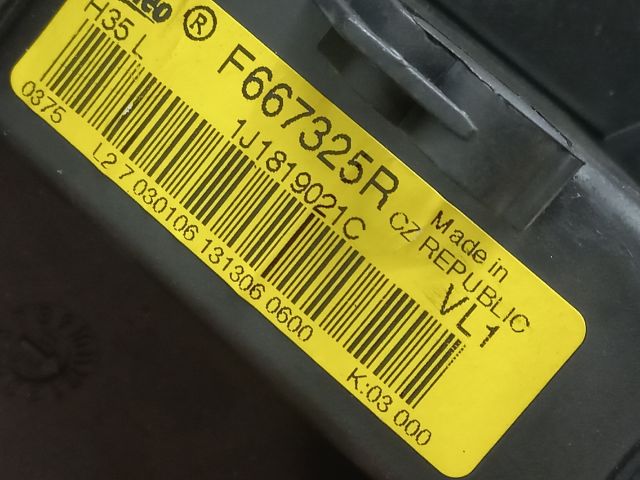 ®
H35 L
F667325R
1J1819021C
Made in
CZ REPUBLIC
VL1
0375
L2 7 030106 131306 0600
K:03 000